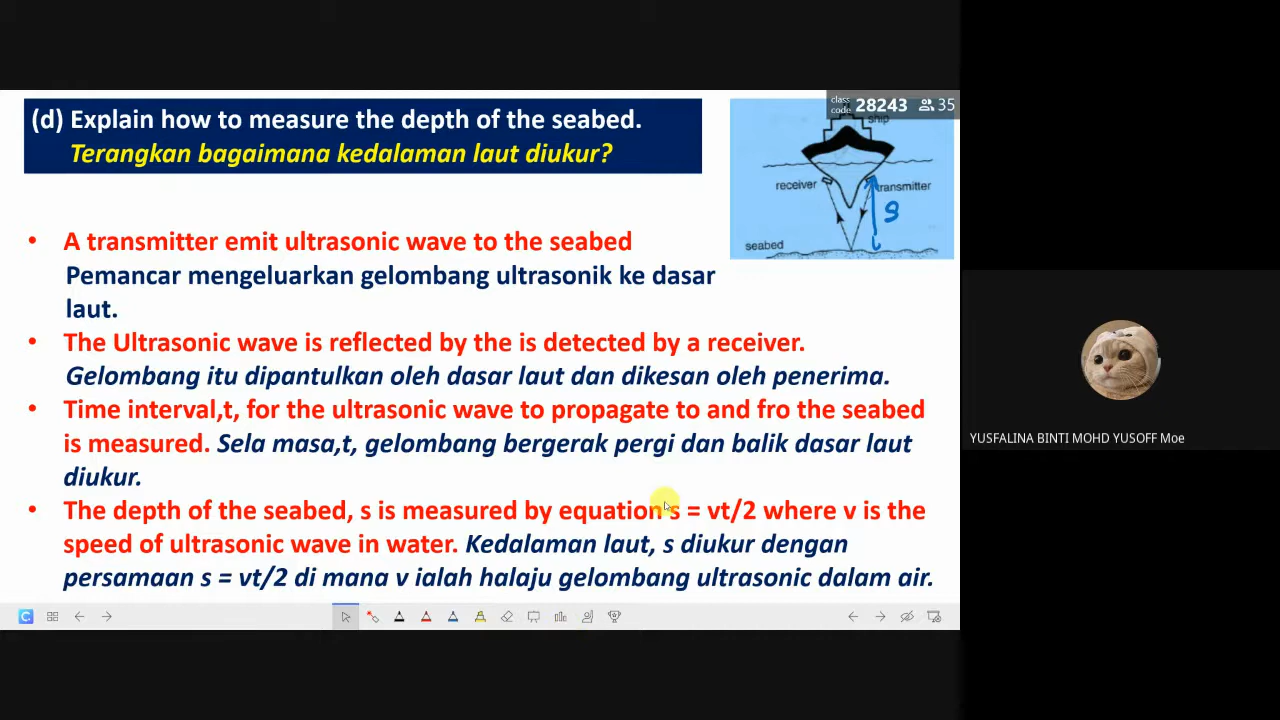 (d) Explain how to measure the depth of the seabed.
Terangkan bagaimana kedalaman laut diukur?
class code 28243 35
ship
receiver
transmitter
s
seabed
• A transmitter emit ultrasonic wave to the seabed
Pemancar mengeluarkan gelombang ultrasonik ke dasar
laut.
• The Ultrasonic wave is reflected by the is detected by a receiver.
Gelombang itu dipantulkan oleh dasar laut dan dikesan oleh penerima.
• Time interval,t, for the ultrasonic wave to propagate to and fro the seabed
is measured. Sela masa,t, gelombang bergerak pergi dan balik dasar laut
diukur.
• The depth of the seabed, s is measured by equation s = vt/2 where v is the
speed of ultrasonic wave in water. Kedalaman laut, s diukur dengan
persamaan s = vt/2 di mana v ialah halaju gelombang ultrasonic dalam air.
YUSFALINA BINTI MOHD YUSOFF Moe